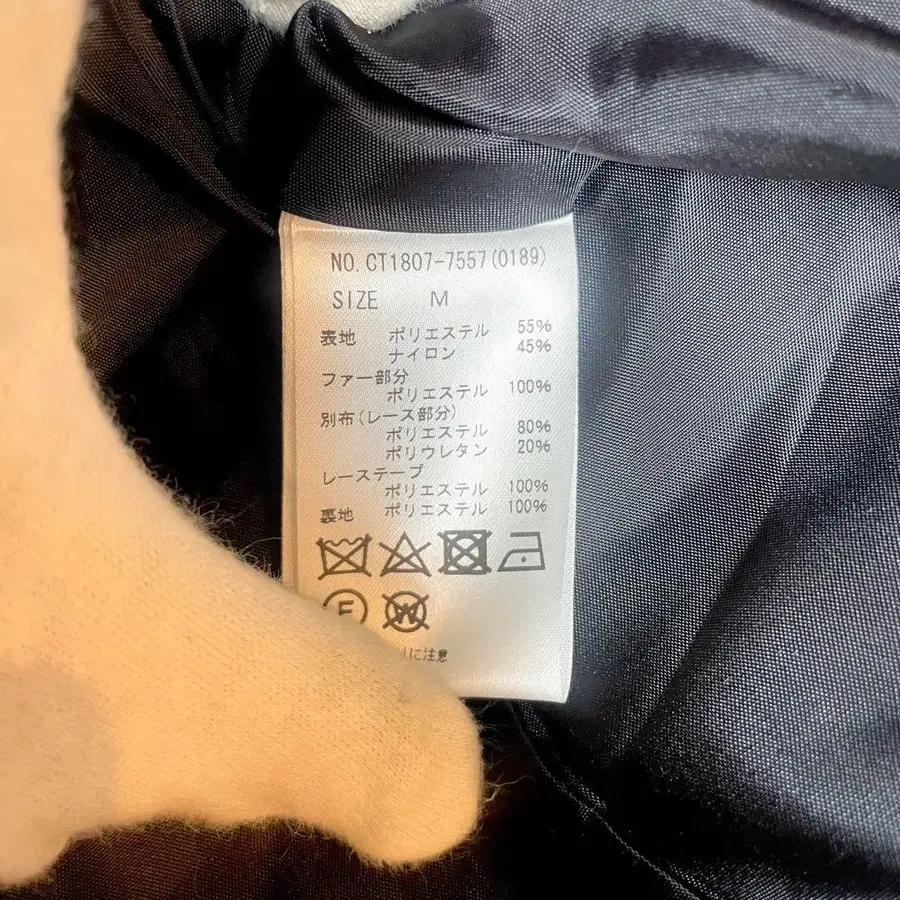 NO. CT1807-7557(0189)
SIZE M
表地 ポリエステル 55%
ナイロン 45%
ファー部分
ポリエステル 100%
別布(レース部分)
ポリエステル 80%
ポリウレタン 20%
レーステープ
ポリエステル 100%
裏地 ポリエステル 100%
F W
に注意